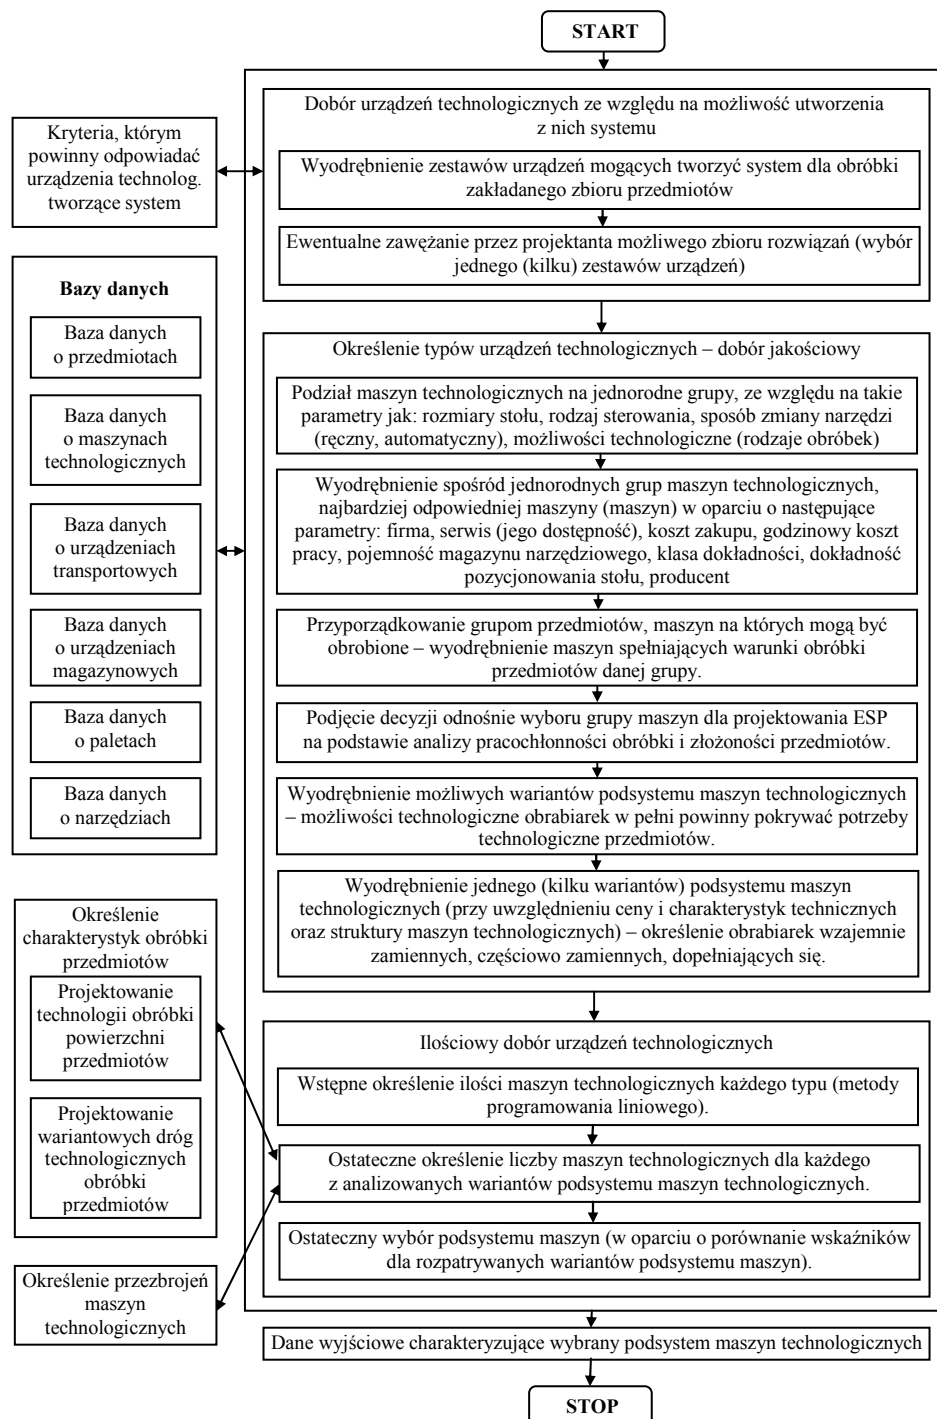 START
Dobór urządzeń technologicznych ze względu na możliwość utworzenia
z nich systemu
Wyodrębnienie zestawów urządzeń mogących tworzyć system dla obróbki
zakładanego zbioru przedmiotów
Ewentualne zawężanie przez projektanta możliwego zbioru rozwiązań (wybór
jednego (kilku) zestawów urządzeń)
Kryteria, którym
powinny odpowiadać
urządzenia technolog.
tworzące system
Bazy danych
Baza danych
o przedmiotach
Baza danych
o maszynach
technologicznych
Baza danych
o urządzeniach
transportowych
Baza danych
o urządzeniach
magazynowych
Baza danych
o paletach
Baza danych
o narzędziach
Określenie typów urządzeń technologicznych – dobór jakościowy
Podział maszyn technologicznych na jednorodne grupy, ze względu na takie
parametry jak: rozmiary stołu, rodzaj sterowania, sposób zmiany narzędzi
(ręczny, automatyczny), możliwości technologiczne (rodzaje obróbek)
Wyodrębnienie spośród jednorodnych grup maszyn technologicznych,
najbardziej odpowiedniej maszyny (maszyn) w oparciu o następujące
parametry: firma, serwis (jego dostępność), koszt zakupu, godzinowy koszt
pracy, pojemność magazynu narzędziowego, klasa dokładności, dokładność
pozycjonowania stołu, producent
Przyporządkowanie grupom przedmiotów, maszyn na których mogą być
obrobione – wyodrębnienie maszyn spełniających warunki obróbki
przedmiotów danej grupy.
Podjęcie decyzji odnośnie wyboru grupy maszyn dla projektowania ESP
na podstawie analizy pracochłonności obróbki i złożoności przedmiotów.
Wyodrębnienie możliwych wariantów podsystemu maszyn technologicznych
– możliwości technologiczne obrabiarek w pełni powinny pokrywać potrzeby
technologiczne przedmiotów.
Wyodrębnienie jednego (kilku wariantów) podsystemu maszyn
technologicznych (przy uwzględnieniu ceny i charakterystyk technicznych
oraz struktury maszyn technologicznych) – określenie obrabiarek wzajemnie
zamiennych, częściowo zamiennych, dopełniających się.
Określenie
charakterystyk obróbki
przedmiotów
Projektowanie
technologii obróbki
powierzchni
przedmiotów
Projektowanie
wariantowych dróg
technologicznych
obróbki
przedmiotów
Określenie przezbrojeń
maszyn
technologicznych
Ilościowy dobór urządzeń technologicznych
Wstępne określenie ilości maszyn technologicznych każdego typu (metody
programowania liniowego).
Ostateczne określenie liczby maszyn technologicznych dla każdego
z analizowanych wariantów podsystemu maszyn technologicznych.
Ostateczny wybór podsystemu maszyn (w oparciu o porównanie wskaźników
dla rozpatrywanych wariantów podsystemu maszyn).
Dane wyjściowe charakteryzujące wybrany podsystem maszyn technologicznych
STOP